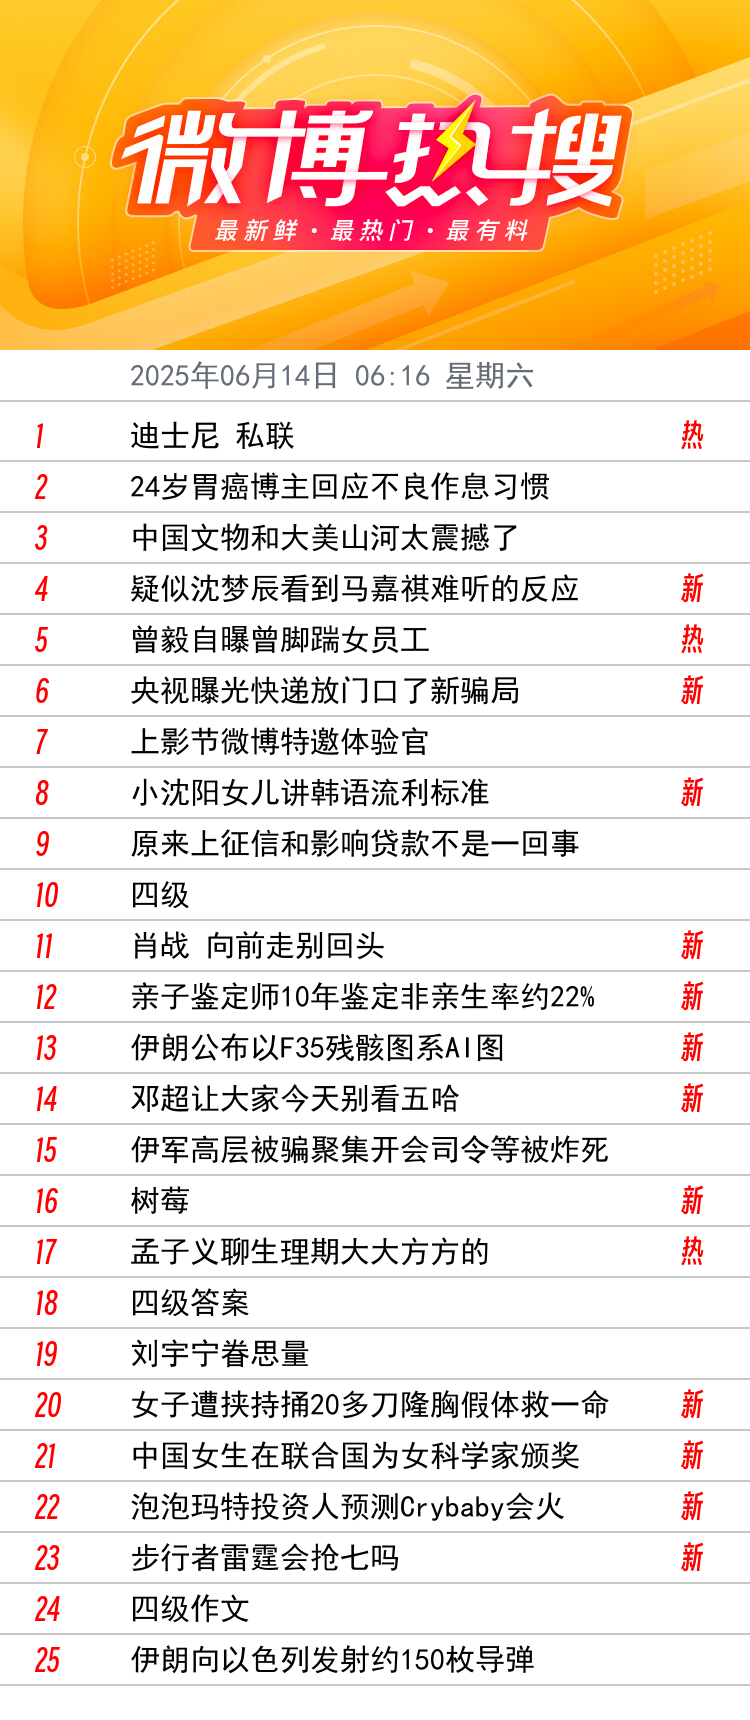 微博热搜
最新鲜·最热门·最有料
2025年06月14日 06:16 星期六
1 迪士尼 私联 热
2 24岁胃癌博主回应不良作息习惯
3 中国文物和大美山河太震撼了
4 疑似沈梦辰看到马嘉祺难听的反应 新
5 曾毅自曝曾脚踹女员工 热
6 央视曝光快递放门口了新骗局 新
7 上影节微博特邀体验官
8 小沈阳女儿讲韩语流利标准 新
9 原来上征信和影响贷款不是一回事
10 四级
11 肖战 向前走别回头 新
12 亲子鉴定师10年鉴定非亲生率约22% 新
13 伊朗公布以F35残骸图系AI图 新
14 邓超让大家今天别看五哈 新
15 伊军高层被骗聚集开会司令等被炸死
16 树莓 新
17 孟子义聊生理期大大方方的 热
18 四级答案
19 刘宇宁眷思量
20 女子遭挟持捅20多刀隆胸假体救一命 新
21 中国女生在联合国为女科学家颁奖 新
22 泡泡玛特投资人预测Crybaby会火 新
23 步行者雷霆会抢七吗 新
24 四级作文
25 伊朗向以色列发射约150枚导弹